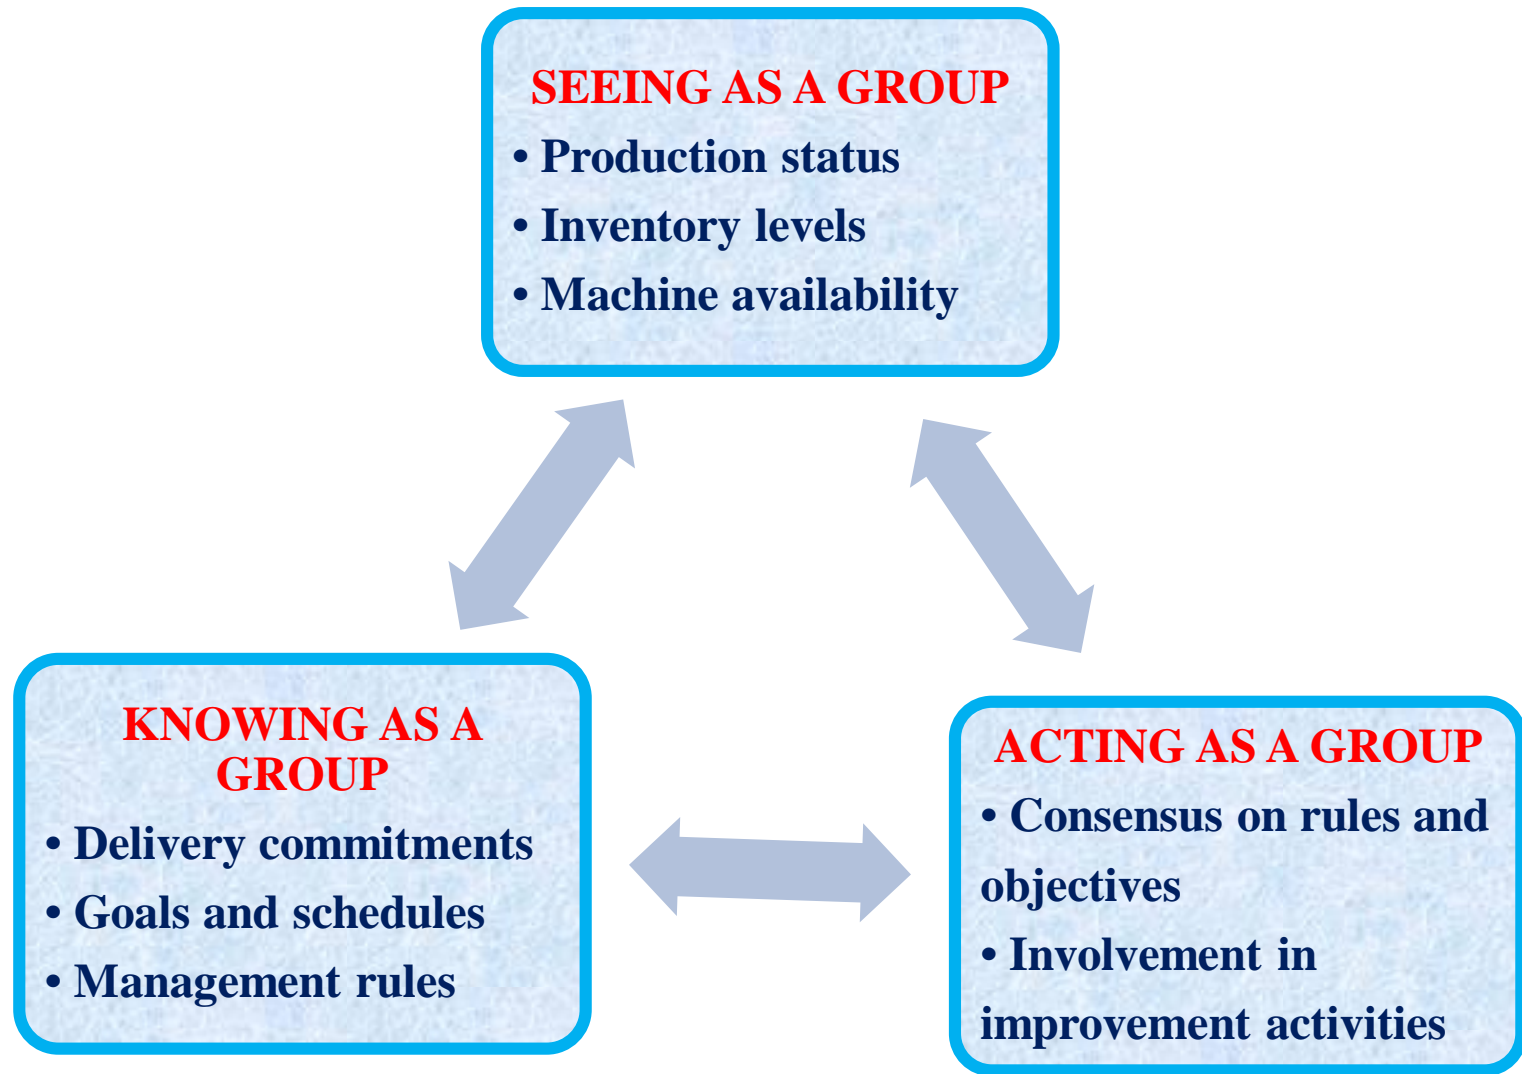 SEEING AS A GROUP
• Production status
• Inventory levels
• Machine availability
KNOWING AS A
GROUP
• Delivery commitments
• Goals and schedules
• Management rules
ACTING AS A GROUP
• Consensus on rules and
objectives
• Involvement in
improvement activities